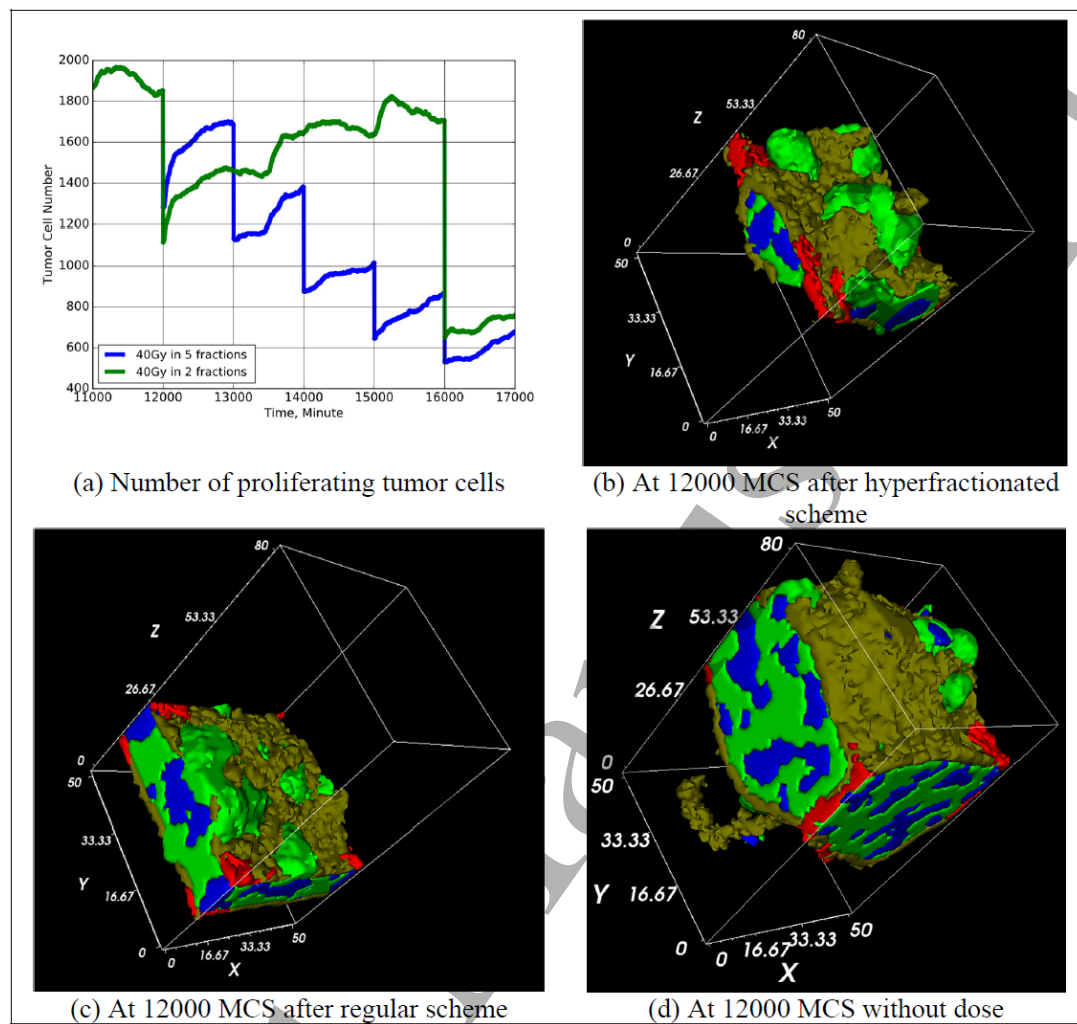 2000
1800
1600
1400
1200
1000
800
600
400
Tumor Cell Number
40Gy in 5 fractions
40Gy in 2 fractions
11000 12000 13000 14000 15000 16000 17000
Time, Minute
(a) Number of proliferating tumor cells
80
Z
53.33
26.67
0
50
33.33
Y
16.67
0
0
16.67
33.33
50
X
(b) At 12000 MCS after hyperfractionated
scheme
80
Z
53.33
26.67
0
50
33.33
Y
16.67
0
0
16.67
33.33
50
X
(c) At 12000 MCS after regular scheme
80
Z
53.33
26.67
0
50
33.33
Y
16.67
0
0
16.67
33.33
50
X
(d) At 12000 MCS without dose